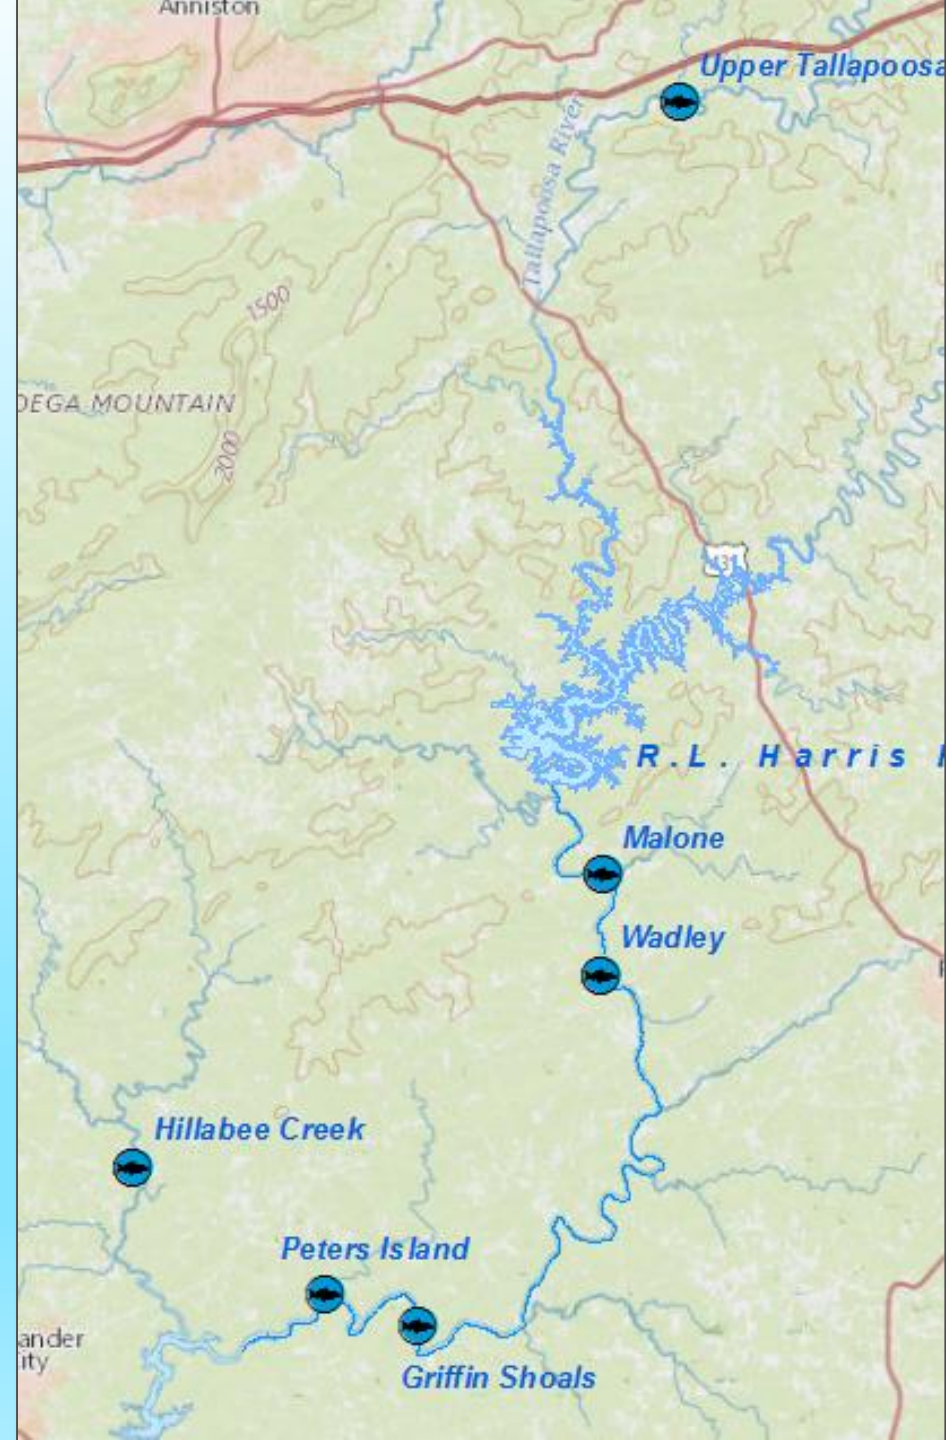 Anniston
Upper Tallapoosa
Tallapoosa River
1500
DEGA MOUNTAIN
2000
R.L. Harris
Malone
Wadley
Hillabee Creek
Peters Island
ander
ity
Griffin Shoals